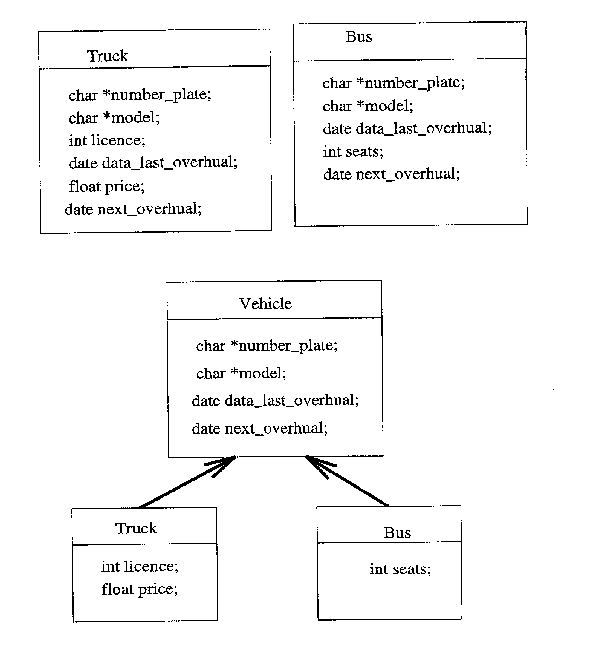 Truck
char *number_plate;
char *model;
int licence;
date data_last_overhual;
float price;
date next_overhual;
Bus
char *number_plate;
char *model;
date data_last_overhual;
int seats;
date next_overhual;
Vehicle
char *number_plate;
char *model;
date data_last_overhual;
date next_overhual;
Truck
int licence;
float price;
Bus
int seats;